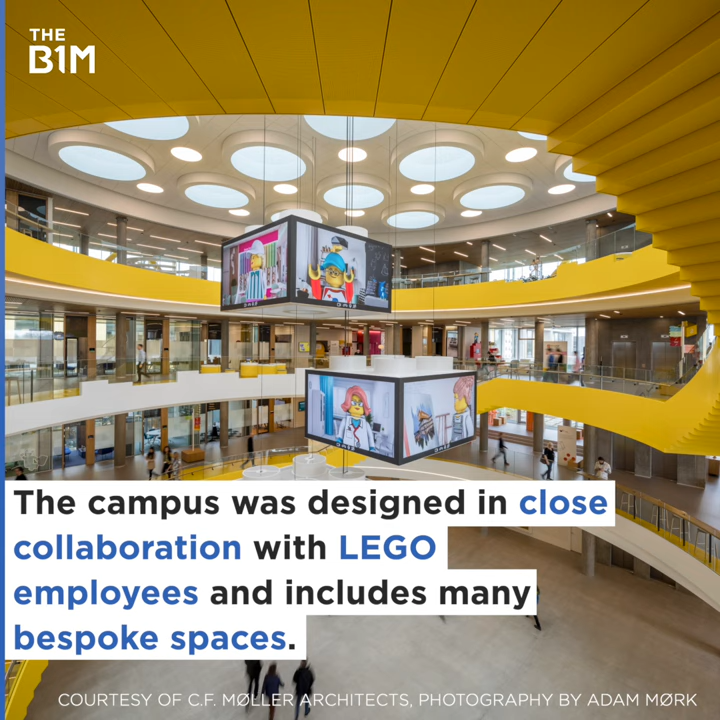 THE
B1M
The campus was designed in close
collaboration with LEGO
employees and includes many
bespoke spaces.
COURTESY OF C.F. MØLLER ARCHITECTS, PHOTOGRAPHY BY ADAM MØRK